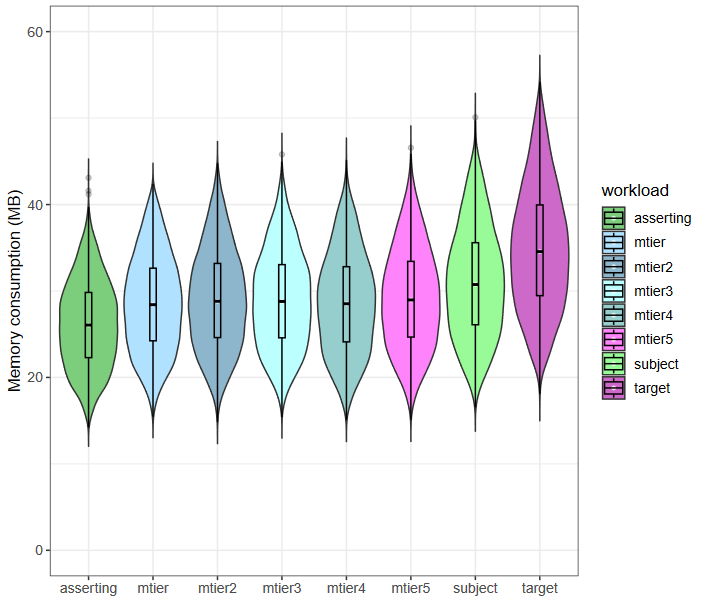 Memory consumption (MB)
60
40
20
0
asserting mtier mtier2 mtier3 mtier4 mtier5 subject target
workload
asserting
mtier
mtier2
mtier3
mtier4
mtier5
subject
target